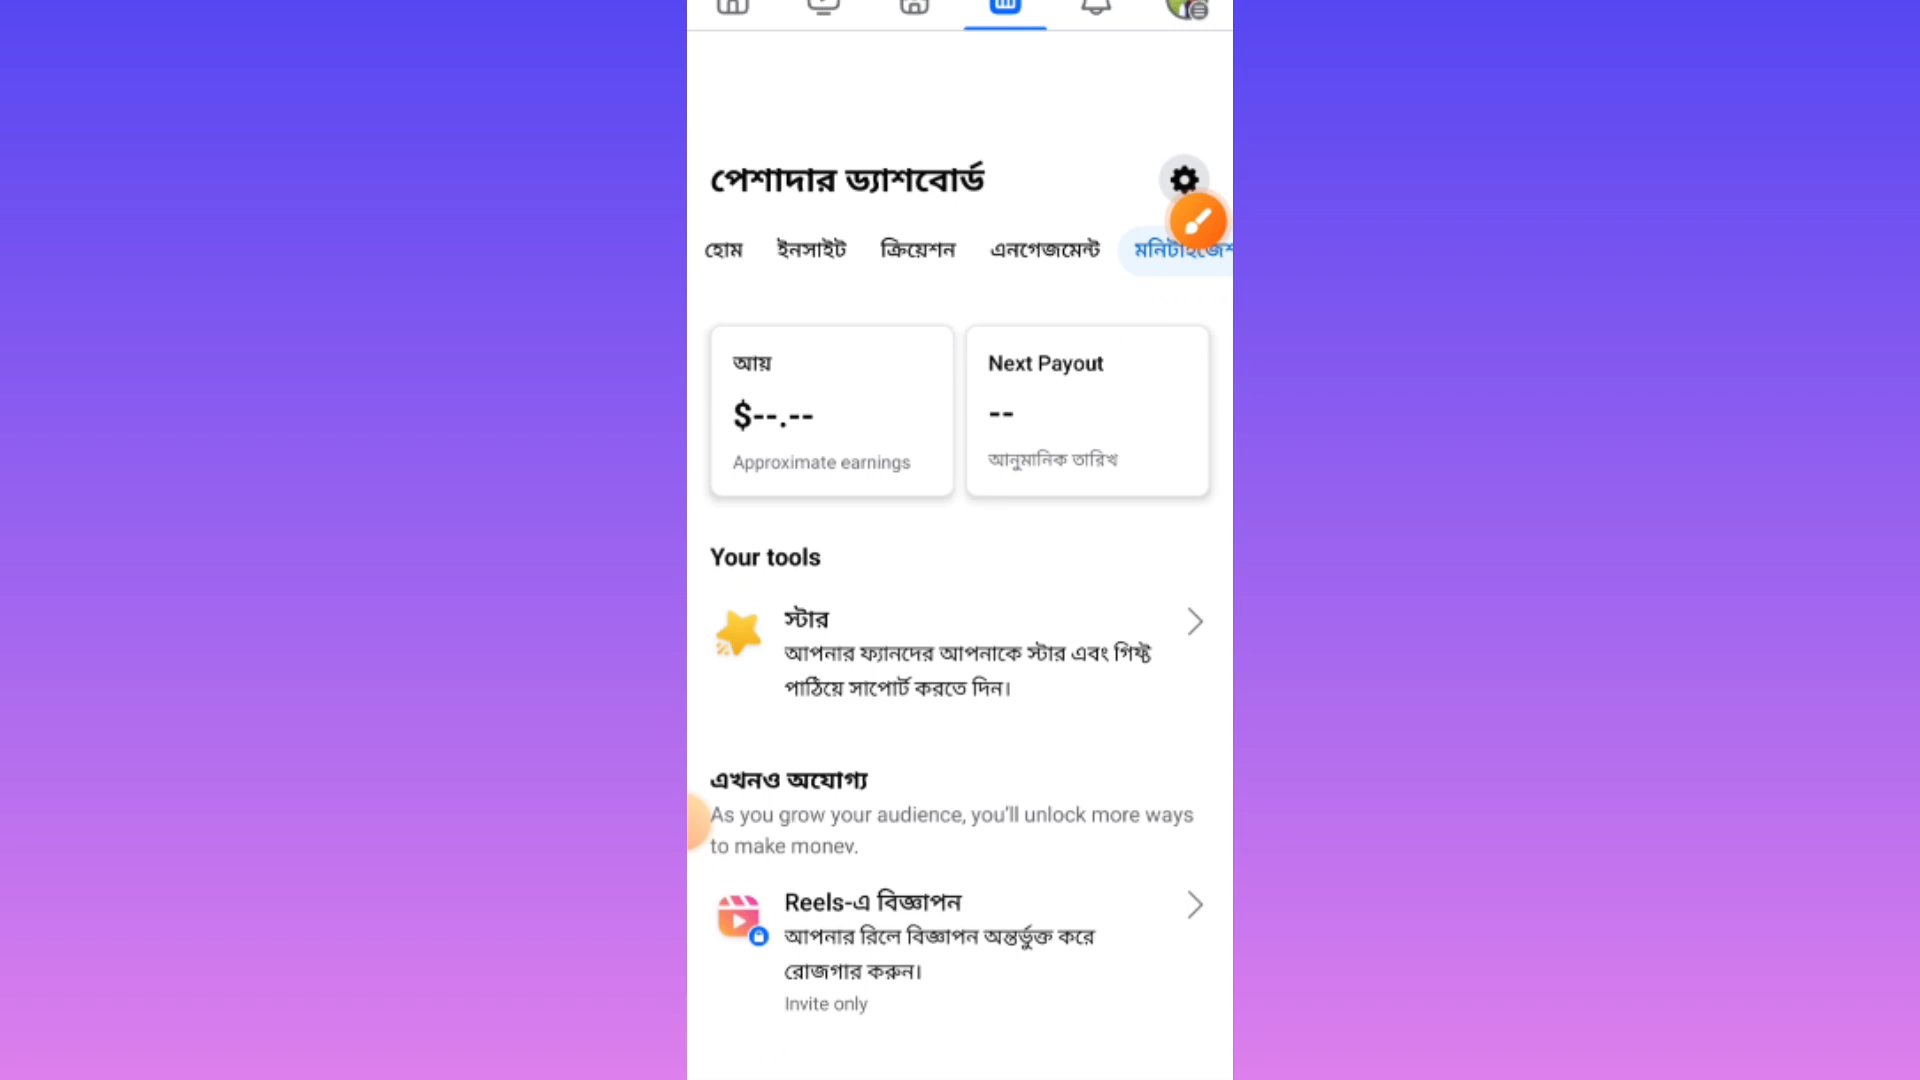 পেশাদার ড্যাশবোর্ড
হোম ইনসাইট ক্রিয়েশন এনগেজমেন্ট
আয়
$--.--
Approximate earnings
Next Payout
--
আনুমানিক তারিখ
Your tools
স্টার
আপনার ফ্যানদের আপনাকে স্টার এবং গিফ্ট
পাঠিয়ে সাপোর্ট করতে দিন।
এখনও অযোগ্য
As you grow your audience, you'll unlock more ways
to make money.
Reels-এ বিজ্ঞাপন
আপনার রিলে বিজ্ঞাপন অন্তর্ভুক্ত করে
রোজগার করুন।
Invite only